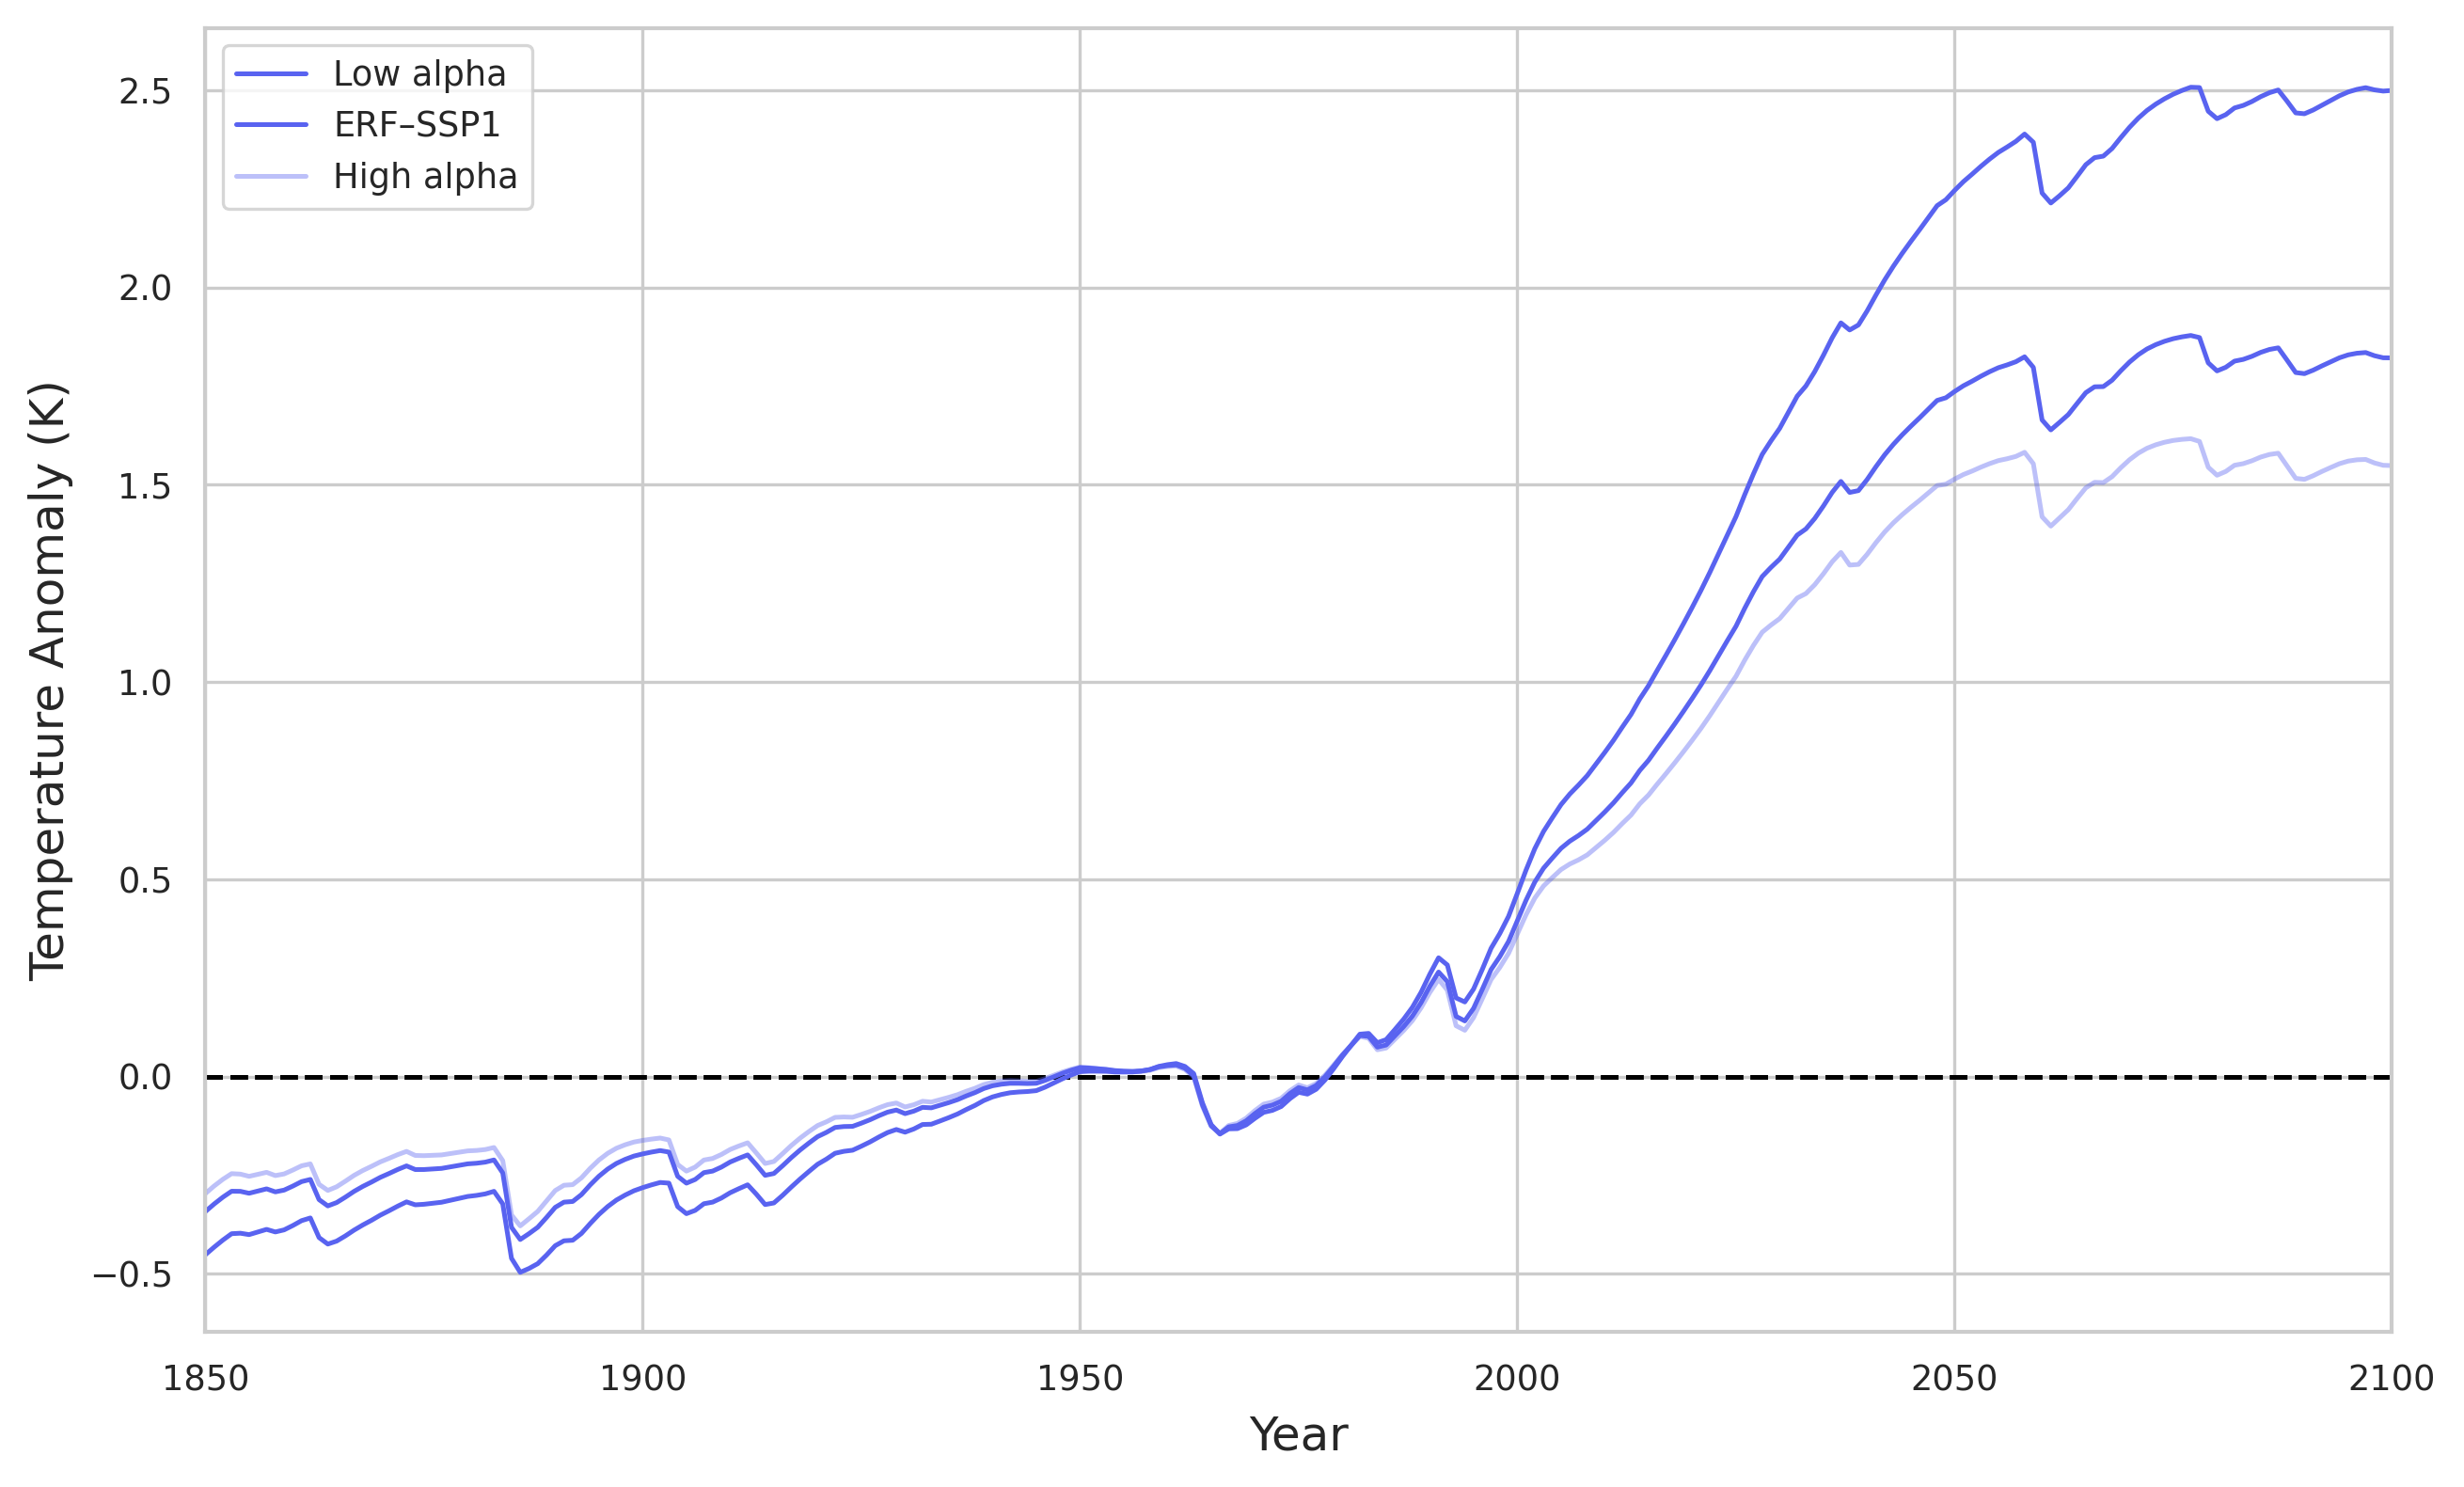 Low alpha
ERF–SSP1
High alpha
2.5
2.0
1.5
1.0
0.5
0.0
−0.5
Temperature Anomaly (K)
1850 1900 1950 2000 2050 2100
Year